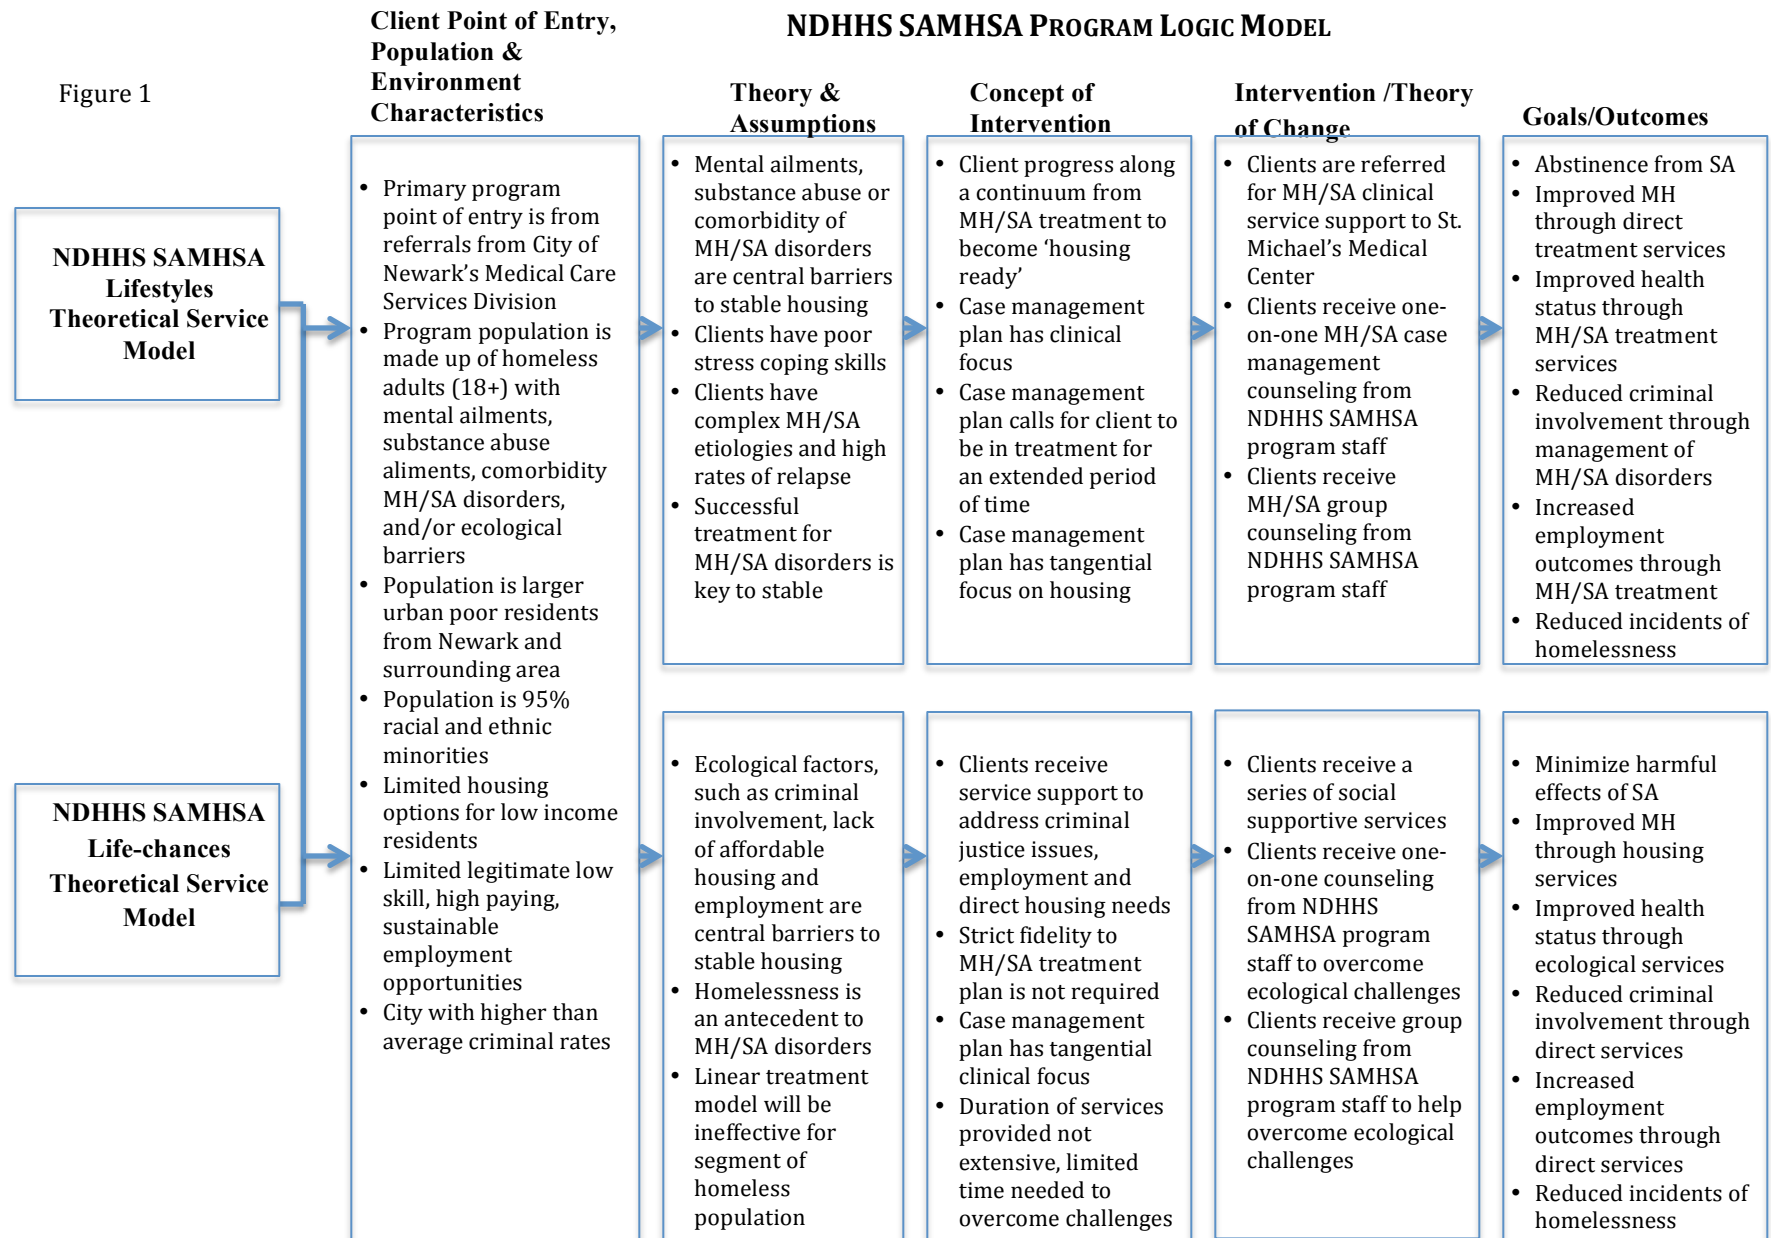 NDHHS SAMHSA PROGRAM LOGIC MODEL
Figure 1
Client Point of Entry,
Population &
Environment
Characteristics
Theory &
Assumptions
Concept of
Intervention
Intervention /Theory
of Change
Goals/Outcomes
NDHHS SAMHSA
Lifestyles
Theoretical Service
Model
NDHHS SAMHSA
Life-chances
Theoretical Service
Model
• Primary program
point of entry is from
referrals from City of
Newark’s Medical Care
Services Division
• Program population is
made up of homeless
adults (18+) with
mental ailments,
substance abuse
aliments, comorbidity
MH/SA disorders,
and/or ecological
barriers
• Population is larger
urban poor residents
from Newark and
surrounding area
• Population is 95%
racial and ethnic
minorities
• Limited housing
options for low income
residents
• Limited legitimate low
skill, high paying,
sustainable
employment
opportunities
• City with higher than
average criminal rates
• Mental ailments,
substance abuse or
comorbidity of
MH/SA disorders
are central barriers
to stable housing
• Clients have poor
stress coping skills
• Clients have
complex MH/SA
etiologies and high
rates of relapse
• Successful
treatment for
MH/SA disorders is
key to stable
• Client progress along
a continuum from
MH/SA treatment to
become ‘housing
ready’
• Case management
plan has clinical
focus
• Case management
plan calls for client to
be in treatment for
an extended period
of time
• Case management
plan has tangential
focus on housing
• Clients are referred
for MH/SA clinical
service support to St.
Michael’s Medical
Center
• Clients receive one-
on-one MH/SA case
management
counseling from
NDHHS SAMHSA
program staff
• Clients receive
MH/SA group
counseling from
NDHHS SAMHSA
program staff
• Abstinence from SA
• Improved MH
through direct
treatment services
• Improved health
status through
MH/SA treatment
services
• Reduced criminal
involvement through
management of
MH/SA disorders
• Increased
employment
outcomes through
MH/SA treatment
• Reduced incidents of
homelessness
• Ecological factors,
such as criminal
involvement, lack
of affordable
housing and
employment are
central barriers to
stable housing
• Homelessness is
an antecedent to
MH/SA disorders
• Linear treatment
model will be
ineffective for
segment of
homeless
population
• Clients receive
service support to
address criminal
justice issues,
employment and
direct housing needs
• Strict fidelity to
MH/SA treatment
plan is not required
• Case management
plan has tangential
clinical focus
• Duration of services
provided not
extensive, limited
time needed to
overcome challenges
• Clients receive a
series of social
supportive services
• Clients receive one-
on-one counseling
from NDHHS
SAMHSA program
staff to overcome
ecological challenges
• Clients receive group
counseling from
NDHHS SAMHSA
program staff to help
overcome ecological
challenges
• Minimize harmful
effects of SA
• Improved MH
through housing
services
• Improved health
status through
ecological services
• Reduced criminal
involvement through
direct services
• Increased
employment
outcomes through
direct services
• Reduced incidents of
homelessness